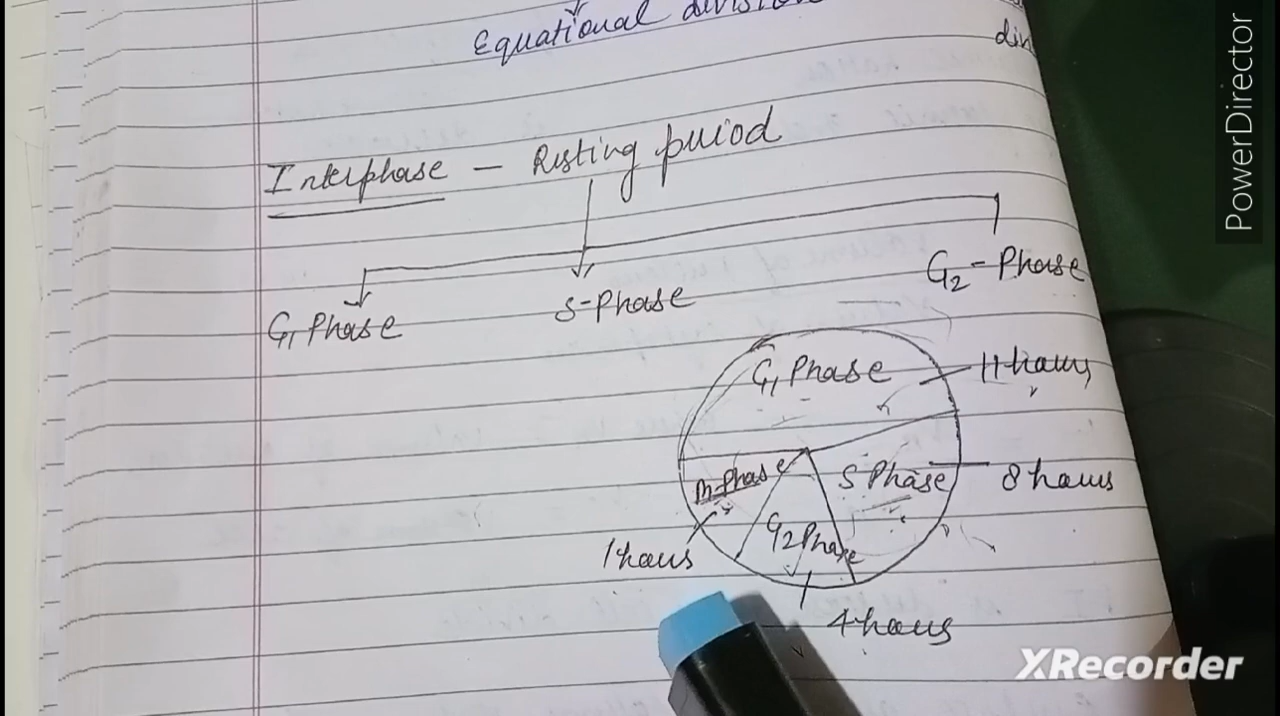 Equational division
Interphase - Resting period
G1 Phase
S-Phase
G2-Phase
G1 Phase
11 hours
M-Phase
S Phase
8 hours
G2 Phase
1 hours
4 hours
PowerDirector
XRecorder